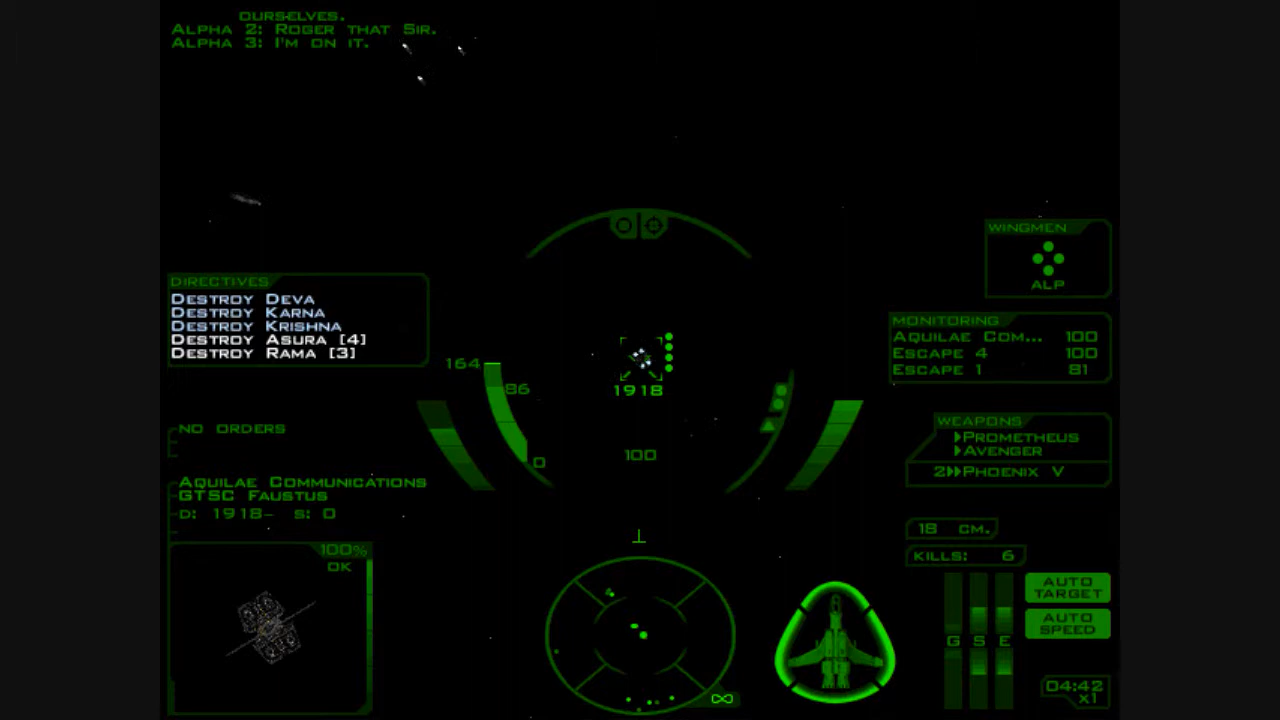 OURSELVES.
ALPHA 2: ROGER THAT SIR.
ALPHA 3: I'M ON IT.
WINGMEN
ALP
DIRECTIVES
DESTROY DEVA
DESTROY KARNA
DESTROY KRISHNA
DESTROY ASURA [4]
DESTROY RAMA [3]
MONITORING
AQUILAE COM... 100
ESCAPE 4 100
ESCAPE 1 81
164
86
0
1918
100
NO ORDERS
WEAPONS
PROMETHEUS
AVENGER
2 PHOENIX V
AQUILAE COMMUNICATIONS
GTSC FAUSTUS
D: 1918- S: 0
100%
OK
18 CM.
KILLS: 6
AUTO TARGET
AUTO SPEED
G S E
04:42
X1